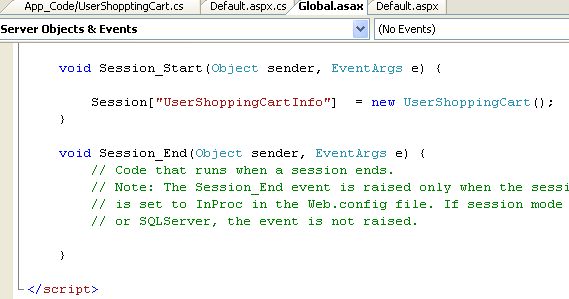 App_Code/UserShopptingCart.cs Default.aspx.cs Global.asax Default.aspx
Server Objects & Events (No Events)
void Session_Start(Object sender, EventArgs e) {
Session["UserShoppingCartInfo"] = new UserShoppingCart();
}
void Session_End(Object sender, EventArgs e) {
// Code that runs when a session ends.
// Note: The Session_End event is raised only when the sessi
// is set to InProc in the Web.config file. If session mode
// or SQLServer, the event is not raised.
}
</script>